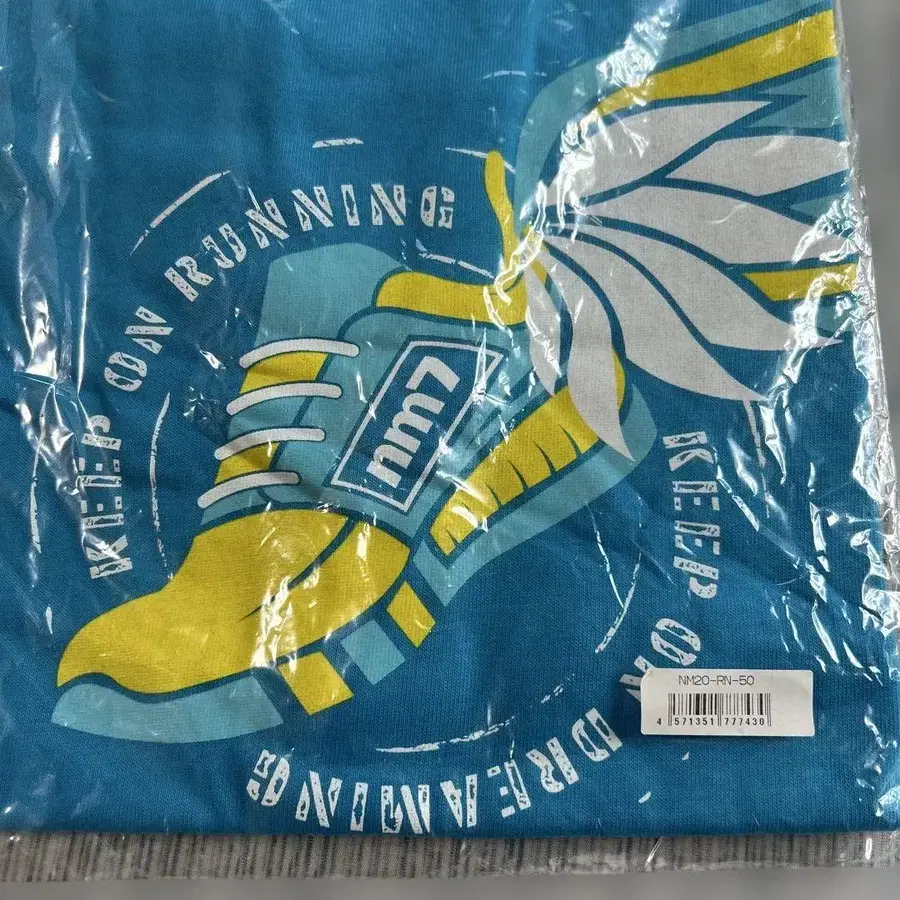 KEEP ON RUNNING
nm7
KEEP ON DREAMING
NM20-RN-50
4 571351 777430